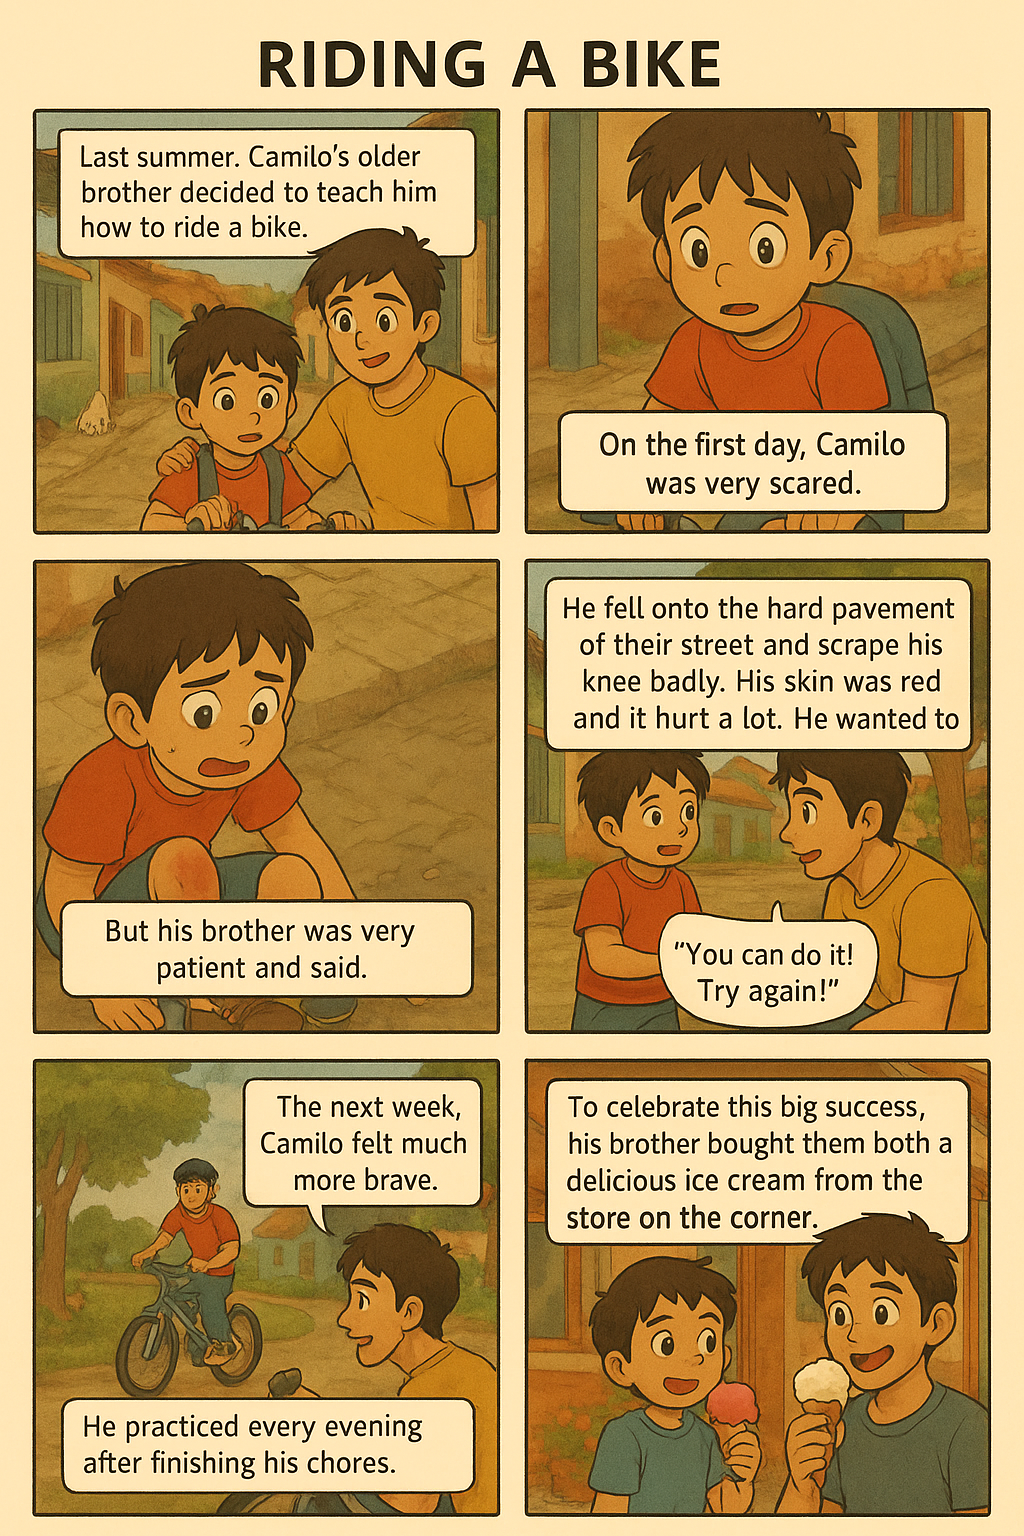 RIDING A BIKE
Last summer. Camilo's older
brother decided to teach him
how to ride a bike.
On the first day, Camilo
was very scared.
But his brother was very
patient and said.
He fell onto the hard pavement
of their street and scrape his
knee badly. His skin was red
and it hurt a lot. He wanted to
"You can do it!
Try again!"
The next week,
Camilo felt much
more brave.
He practiced every evening
after finishing his chores.
To celebrate this big success,
his brother bought them both a
delicious ice cream from the
store on the corner.